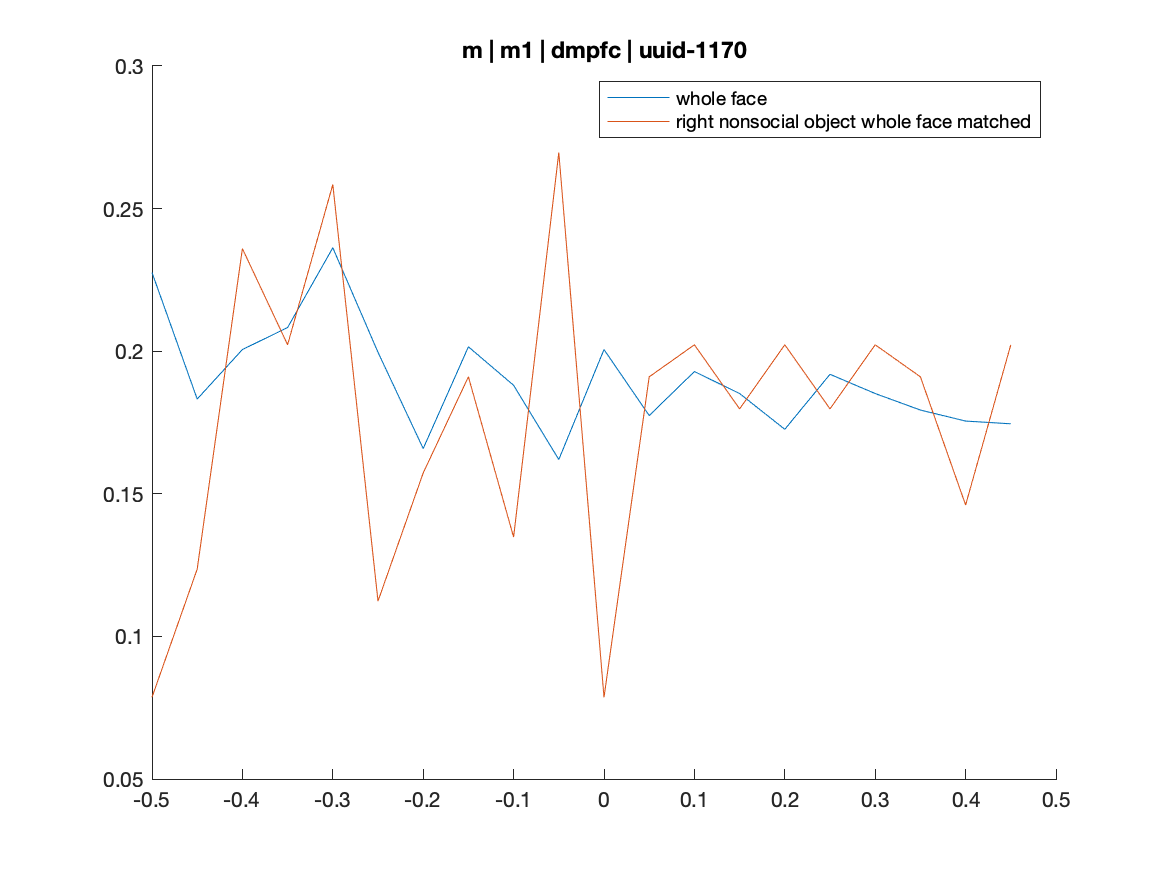 m | m1 | dmpfc | uuid-1170
0.3
whole face
right nonsocial object whole face matched
0.25
0.2
0.15
0.1
0.05
-0.5 -0.4 -0.3 -0.2 -0.1 0 0.1 0.2 0.3 0.4 0.5